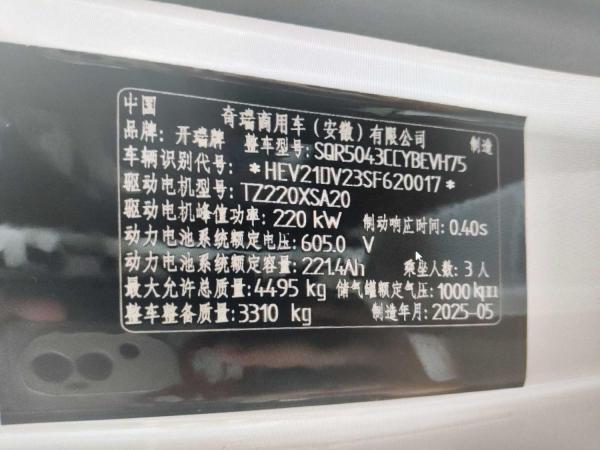 中国 奇瑞商用车（安徽）有限公司 制造
品牌：开瑞牌 整车型号：SQR5043CCYBEVH75
车辆识别代号：*HEV21DV23SF620017*
驱动电机型号：TZ220XSA20
驱动电机峰值功率：220 kW 制动响应时间：0.40s
动力电池系统额定电压：605.0 V
动力电池系统额定容量：221.4Ah 乘坐人数：3 人
最大允许总质量：4495 kg 储气罐额定气压：1000 kpa
整车整备质量：3310 kg 制造年月：2025-05